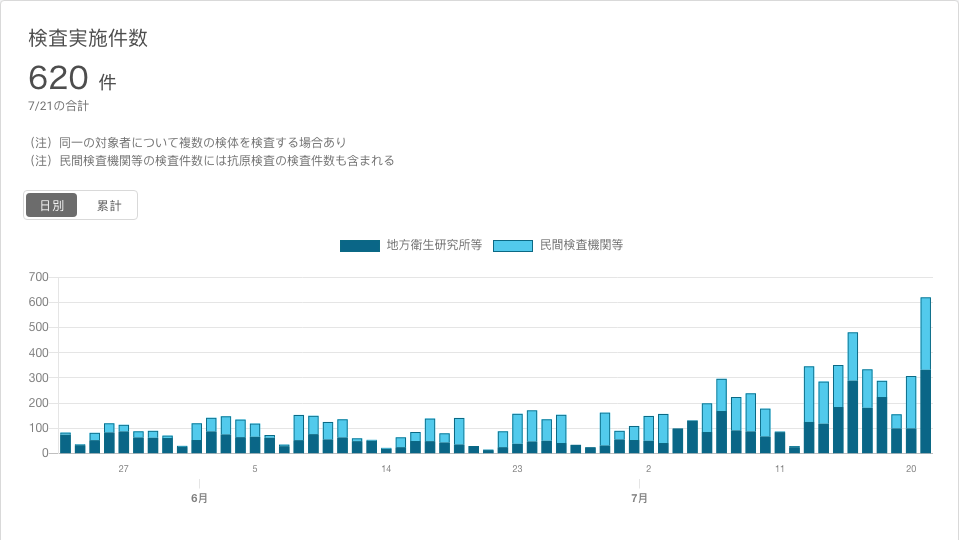 検査実施件数
620 件
7/21の合計
（注）同一の対象者について複数の検体を検査する場合あり
（注）民間検査機関等の検査件数には抗原検査の検査件数も含まれる
日別 累計
地方衛生研究所等 民間検査機関等
700
600
500
400
300
200
100
0
27 5 14 23 2 11 20
6月 7月